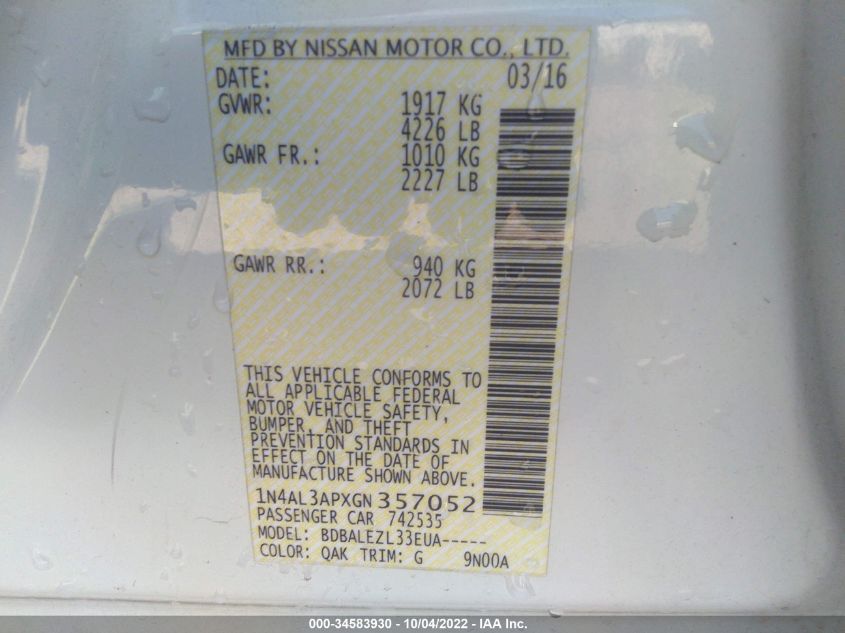 MFD BY NISSAN MOTOR CO., LTD.
DATE: 03/16
GVWR: 1917 KG
4226 LB
GAWR FR.: 1010 KG
2227 LB
GAWR RR.: 940 KG
2072 LB
THIS VEHICLE CONFORMS TO
ALL APPLICABLE FEDERAL
MOTOR VEHICLE SAFETY,
BUMPER, AND THEFT
PREVENTION STANDARDS IN
EFFECT ON THE DATE OF
MANUFACTURE SHOWN ABOVE.
1N4AL3APXGN357052
PASSENGER CAR 742535
MODEL: BDBALEZL33EUA-----
COLOR: QAK TRIM: G 9N00A
000-34583930 - 10/04/2022 - IAA Inc.